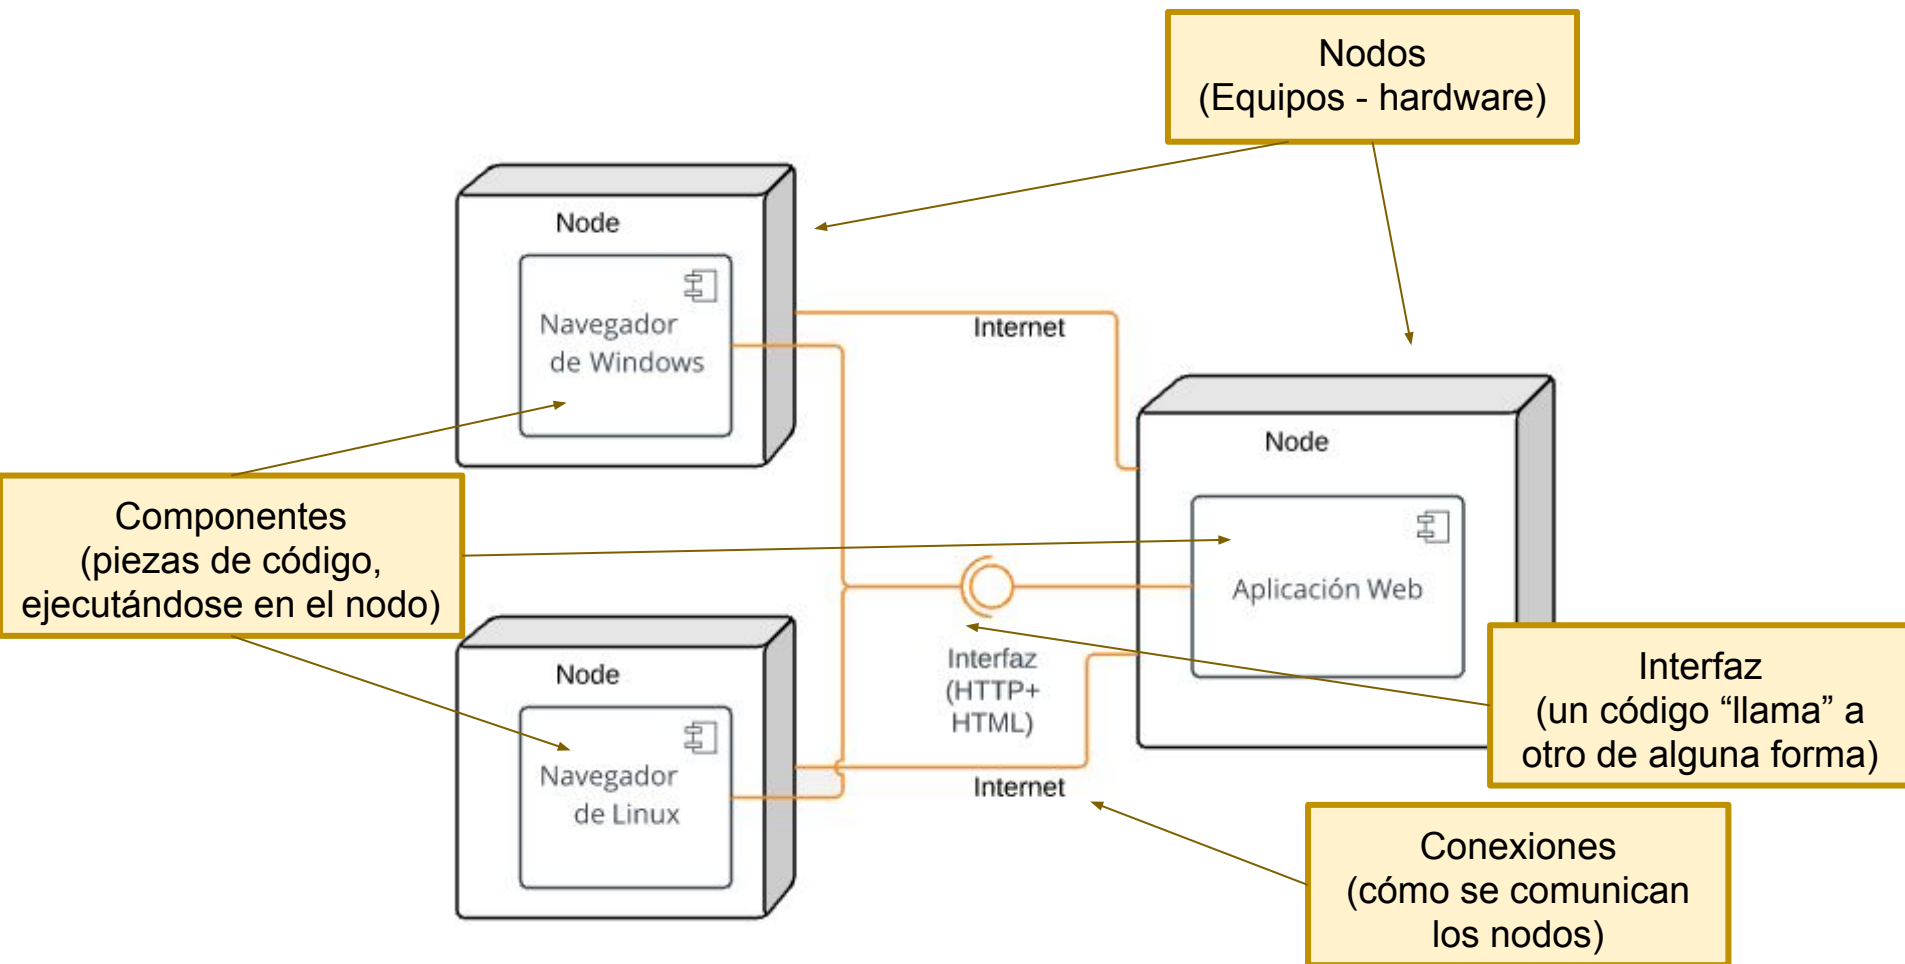 Nodos
(Equipos - hardware)
Node
Navegador
de Windows
Internet
Node
Componentes
(piezas de código,
ejecutándose en el nodo)
Aplicación Web
Node
Interfaz
(HTTP+
HTML)
Interfaz
(un código “llama” a
otro de alguna forma)
Navegador
de Linux
Internet
Conexiones
(cómo se comunican
los nodos)